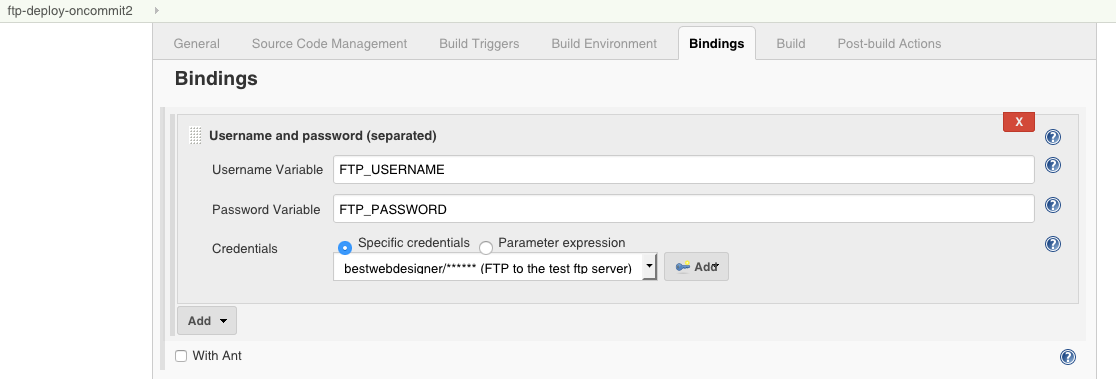 ftp-deploy-oncommit2
General Source Code Management Build Triggers Build Environment Bindings Build Post-build Actions
Bindings
X
Username and password (separated)
Username Variable FTP_USERNAME
Password Variable FTP_PASSWORD
Credentials Specific credentials Parameter expression
bestwebdesigner/****** (FTP to the test ftp server) Add
Add
With Ant